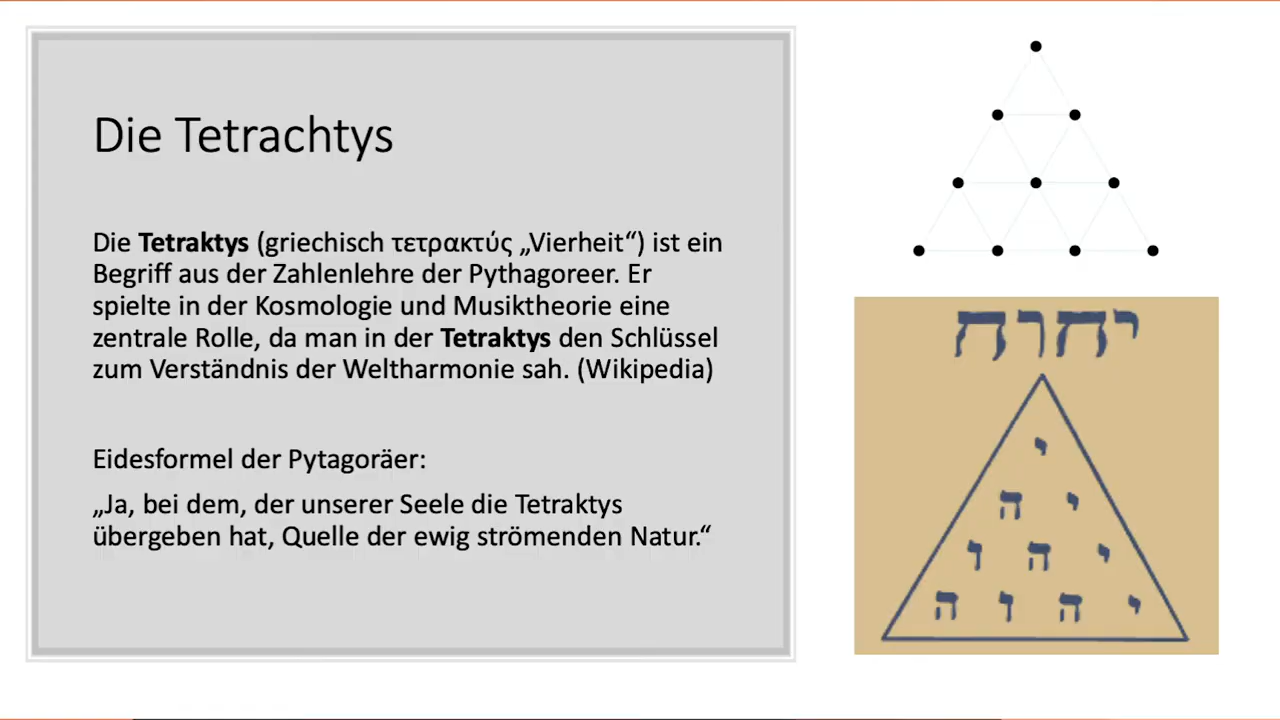 Die Tetrachtys
Die Tetraktys (griechisch τετρακτύς „Vierheit“) ist ein
Begriff aus der Zahlenlehre der Pythagoreer. Er
spielte in der Kosmologie und Musiktheorie eine
zentrale Rolle, da man in der Tetraktys den Schlüssel
zum Verständnis der Weltharmonie sah. (Wikipedia)
Eidesformel der Pytagoräer:
„Ja, bei dem, der unserer Seele die Tetraktys
übergeben hat, Quelle der ewig strömenden Natur.“
יהוה
י
י ה
י ה ו
י ה ו ה